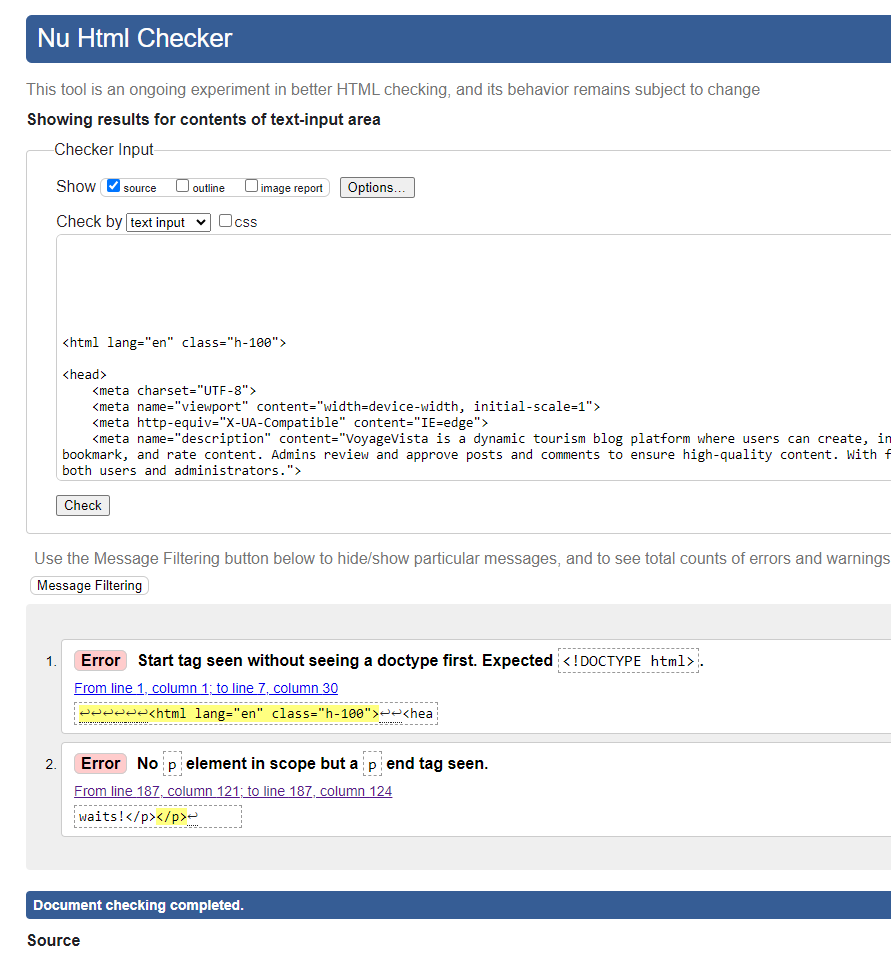 Nu Html Checker
This tool is an ongoing experiment in better HTML checking, and its behavior remains subject to change
Showing results for contents of text-input area
Checker Input
Show source outline image report Options...
Check by text input css
<html lang="en" class="h-100">
<head>
<meta charset="UTF-8">
<meta name="viewport" content="width=device-width, initial-scale=1">
<meta http-equiv="X-UA-Compatible" content="IE=edge">
<meta name="description" content="VoyageVista is a dynamic tourism blog platform where users can create, in
bookmark, and rate content. Admins review and approve posts and comments to ensure high-quality content. With f
both users and administrators.">
Check
Use the Message Filtering button below to hide/show particular messages, and to see total counts of errors and warnings
Message Filtering
1. Error Start tag seen without seeing a doctype first. Expected <!DOCTYPE html>.
From line 1, column 1; to line 7, column 30
↩↩↩↩↩↩<html lang="en" class="h-100">↩↩<hea
2. Error No p element in scope but a p end tag seen.
From line 187, column 121; to line 187, column 124
waits!</p></p>↩
Document checking completed.
Source